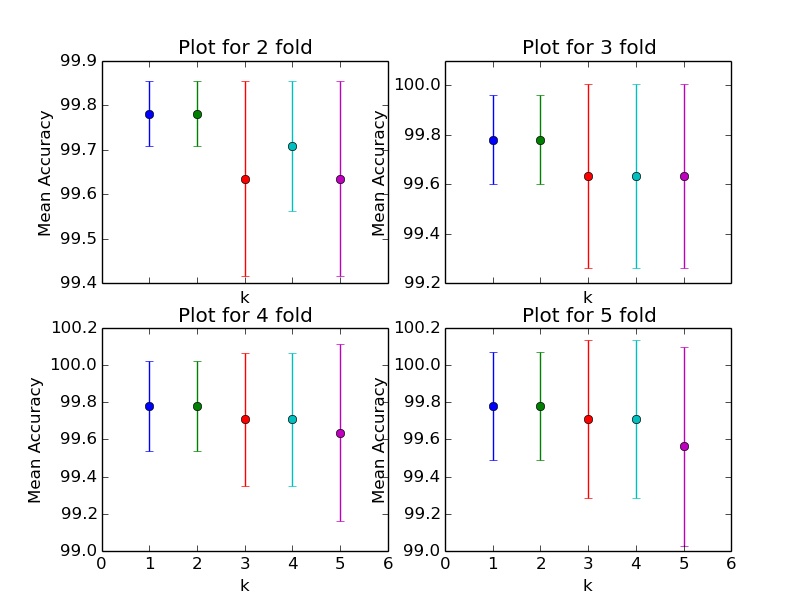 Plot for 2 fold
99.9
99.8
99.7
99.6
99.5
99.4
Mean Accuracy
k
Plot for 3 fold
100.0
99.8
99.6
99.4
99.2
Mean Accuracy
k
Plot for 4 fold
100.2
100.0
99.8
99.6
99.4
99.2
99.0
Mean Accuracy
0 1 2 3 4 5 6
k
Plot for 5 fold
100.2
100.0
99.8
99.6
99.4
99.2
99.0
Mean Accuracy
0 1 2 3 4 5 6
k